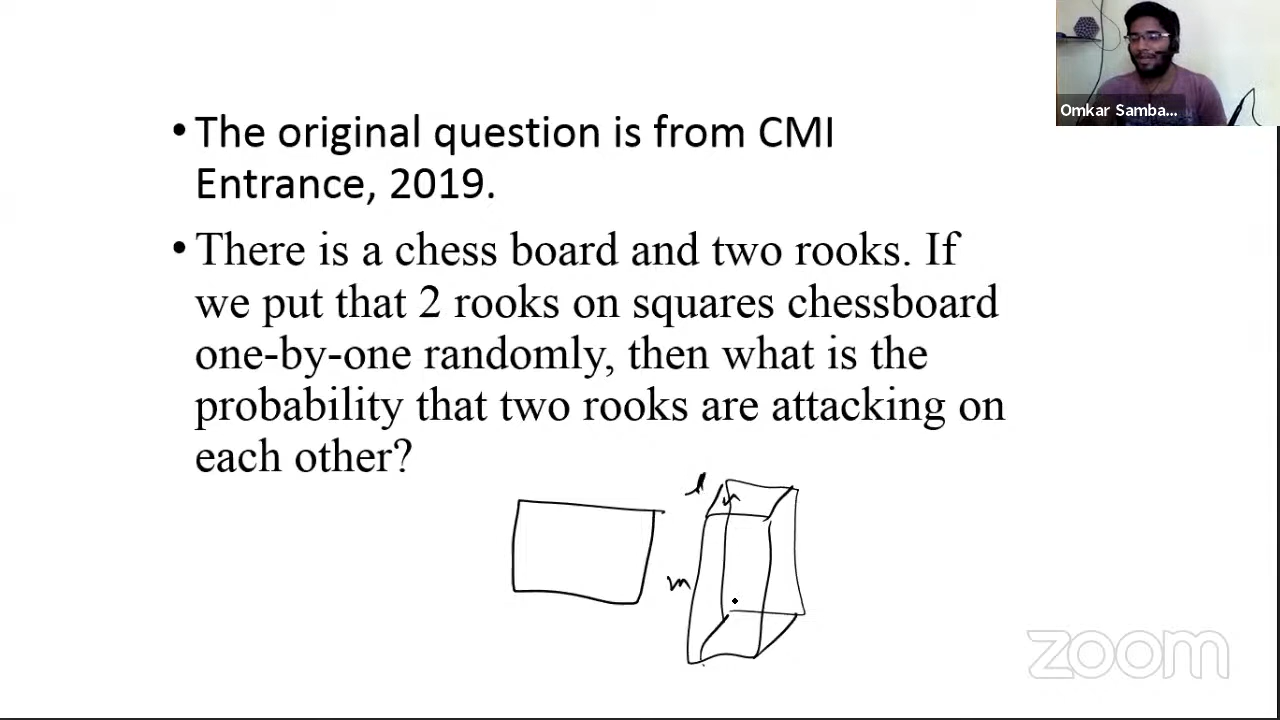 Omkar Samba...
• The original question is from CMI
Entrance, 2019.
• There is a chess board and two rooks. If
we put that 2 rooks on squares chessboard
one-by-one randomly, then what is the
probability that two rooks are attacking on
each other?
l
n
m
zoom